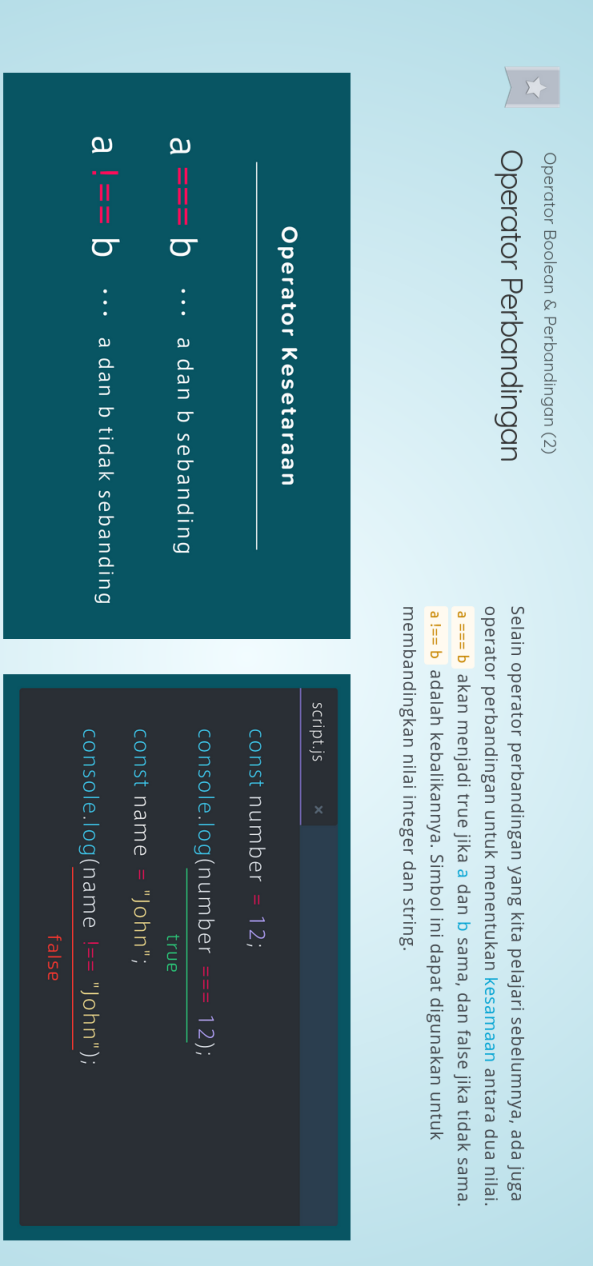 Operator Boolean & Perbandingan (2)
Operator Perbandingan
Selain operator perbandingan yang kita pelajari sebelumnya, ada juga
operator perbandingan untuk menentukan kesamaan antara dua nilai.
a === b akan menjadi true jika a dan b sama, dan false jika tidak sama.
a !== b adalah kebalikannya. Simbol ini dapat digunakan untuk
membandingkan nilai integer dan string.
Operator Kesetaraan
a === b ... a dan b sebanding
a !== b ... a dan b tidak sebanding
script.js ×
const number = 12;
console.log(number === 12);
true
const name = "John";
console.log(name !== "John");
false